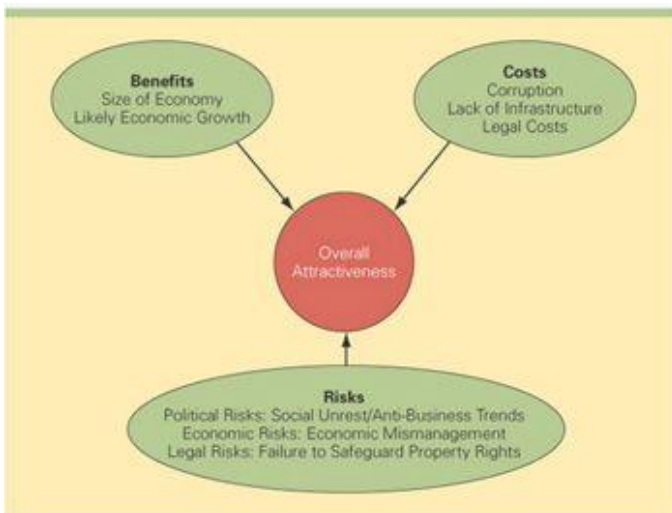 Benefits
Size of Economy
Likely Economic Growth
Costs
Corruption
Lack of Infrastructure
Legal Costs
Overall
Attractiveness
Risks
Political Risks: Social Unrest/Anti-Business Trends
Economic Risks: Economic Mismanagement
Legal Risks: Failure to Safeguard Property Rights